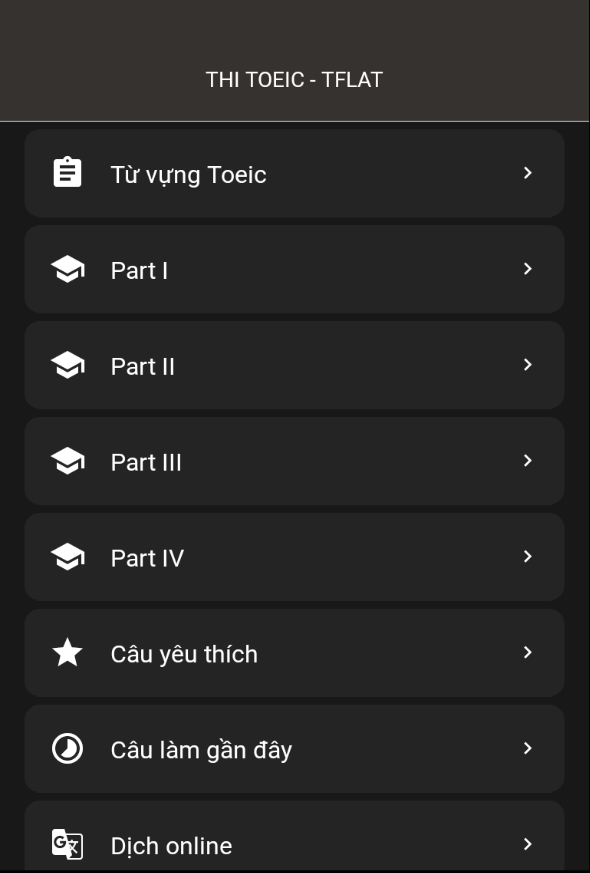 THI TOEIC - TFLAT
Từ vựng Toeic
Part I
Part II
Part III
Part IV
Câu yêu thích
Câu làm gần đây
G Dịch online